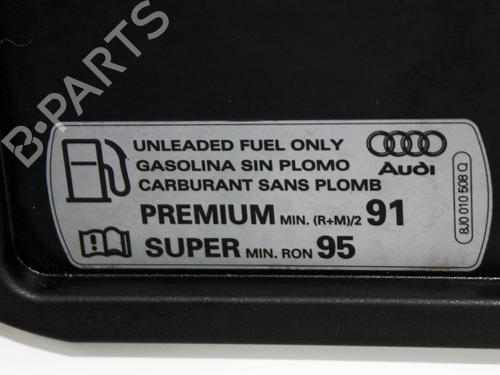 B-PARTS
UNLEADED FUEL ONLY
GASOLINA SIN PLOMO
CARBURANT SANS PLOMB
PREMIUM MIN. (R+M)/2 91
SUPER MIN. RON 95
Audi
8J0 010 508 Q